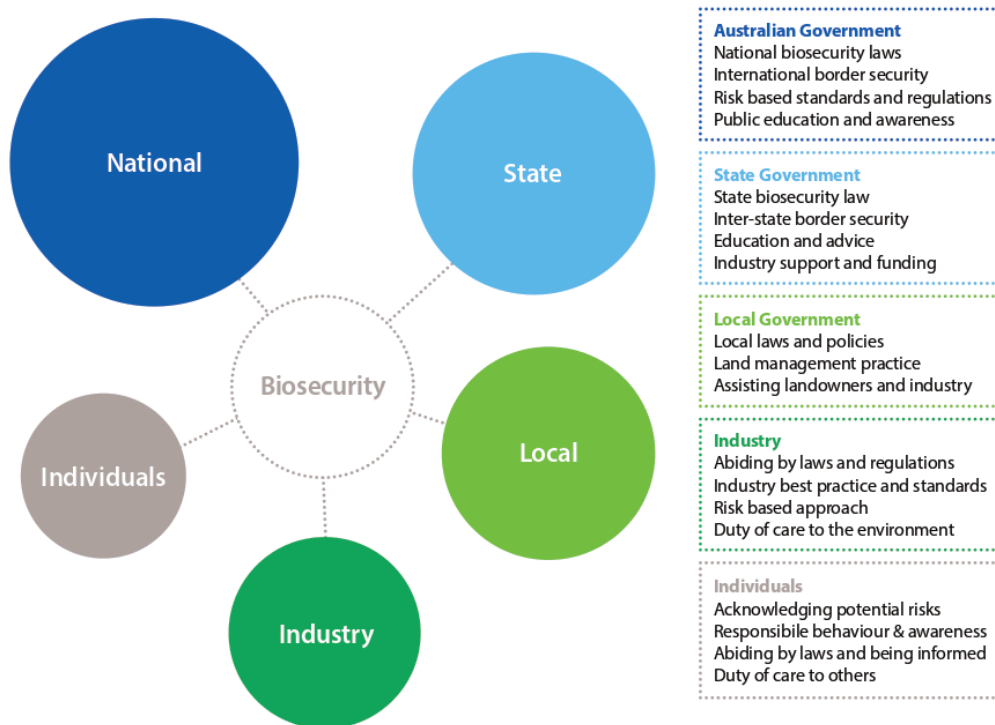 National
State
Biosecurity
Individuals
Local
Industry
Australian Government
National biosecurity laws
International border security
Risk based standards and regulations
Public education and awareness
State Government
State biosecurity law
Inter-state border security
Education and advice
Industry support and funding
Local Government
Local laws and policies
Land management practice
Assisting landowners and industry
Industry
Abiding by laws and regulations
Industry best practice and standards
Risk based approach
Duty of care to the environment
Individuals
Acknowledging potential risks
Responsibile behaviour & awareness
Abiding by laws and being informed
Duty of care to others